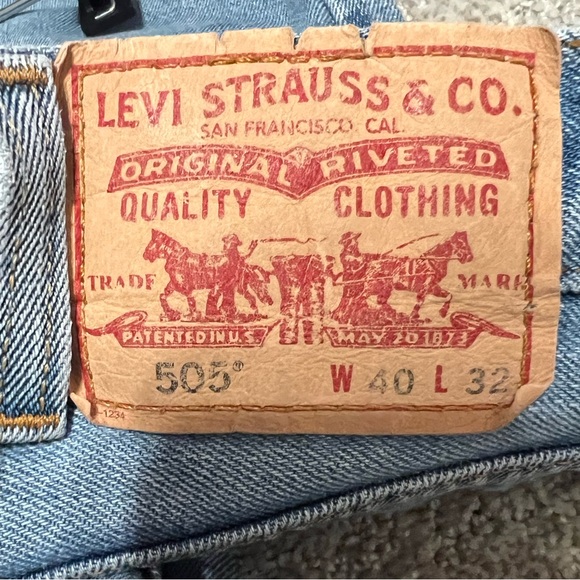 LEVI STRAUSS & CO.
SAN FRANCISCO, CAL.
ORIGINAL RIVETED
QUALITY CLOTHING
TRADE MARK
PATENTED IN U.S. MAY 20 1873
505® W 40 L 32
-1234